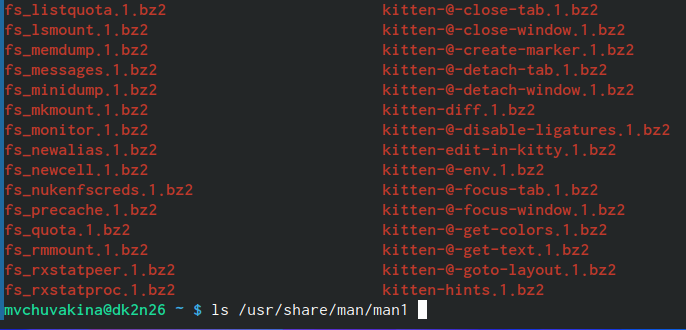 fs_listquota.1.bz2 kitten-@-close-tab.1.bz2
fs_lsmount.1.bz2 kitten-@-close-window.1.bz2
fs_memdump.1.bz2 kitten-@-create-marker.1.bz2
fs_messages.1.bz2 kitten-@-detach-tab.1.bz2
fs_minidump.1.bz2 kitten-@-detach-window.1.bz2
fs_mkmount.1.bz2 kitten-diff.1.bz2
fs_monitor.1.bz2 kitten-@-disable-ligatures.1.bz2
fs_newalias.1.bz2 kitten-edit-in-kitty.1.bz2
fs_newcell.1.bz2 kitten-@-env.1.bz2
fs_nukenfscreds.1.bz2 kitten-@-focus-tab.1.bz2
fs_precache.1.bz2 kitten-@-focus-window.1.bz2
fs_quota.1.bz2 kitten-@-get-colors.1.bz2
fs_rmmount.1.bz2 kitten-@-get-text.1.bz2
fs_rxstatpeer.1.bz2 kitten-@-goto-layout.1.bz2
fs_rxstatproc.1.bz2 kitten-hints.1.bz2
mvchuvakina@dk2n26 ~ $ ls /usr/share/man/man1